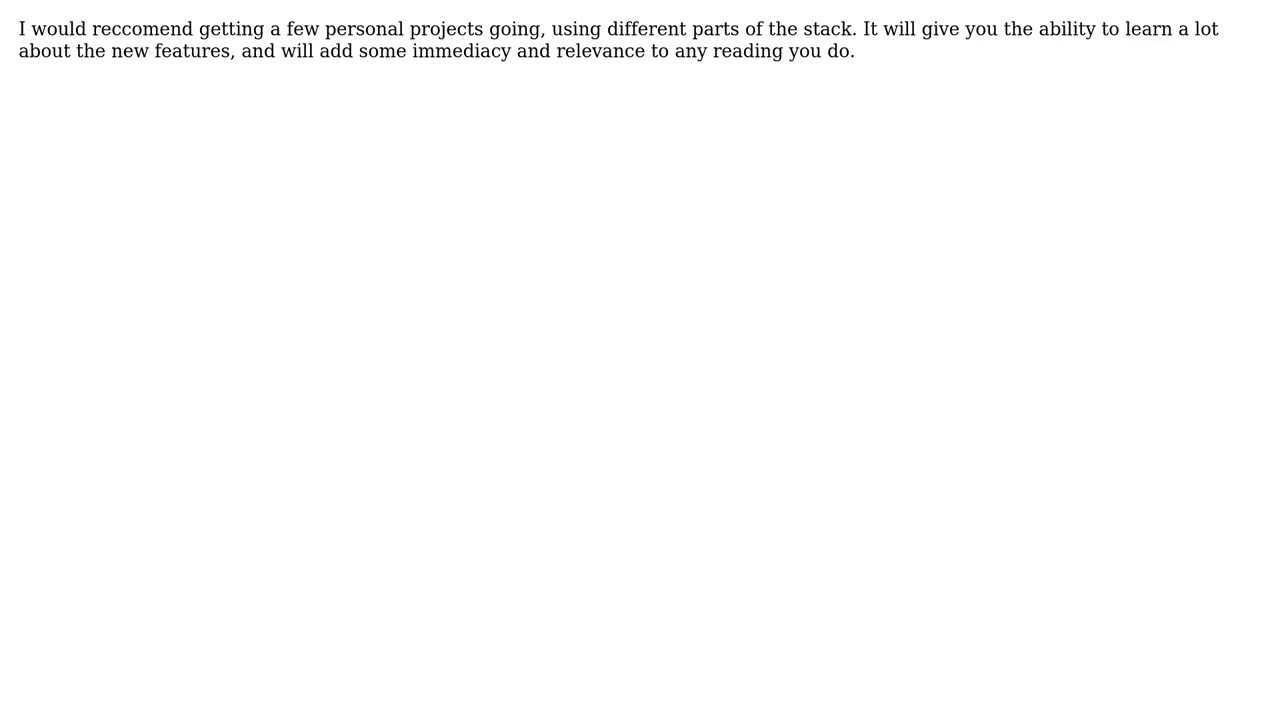 I would reccomend getting a few personal projects going, using different parts of the stack. It will give you the ability to learn a lot
about the new features, and will add some immediacy and relevance to any reading you do.